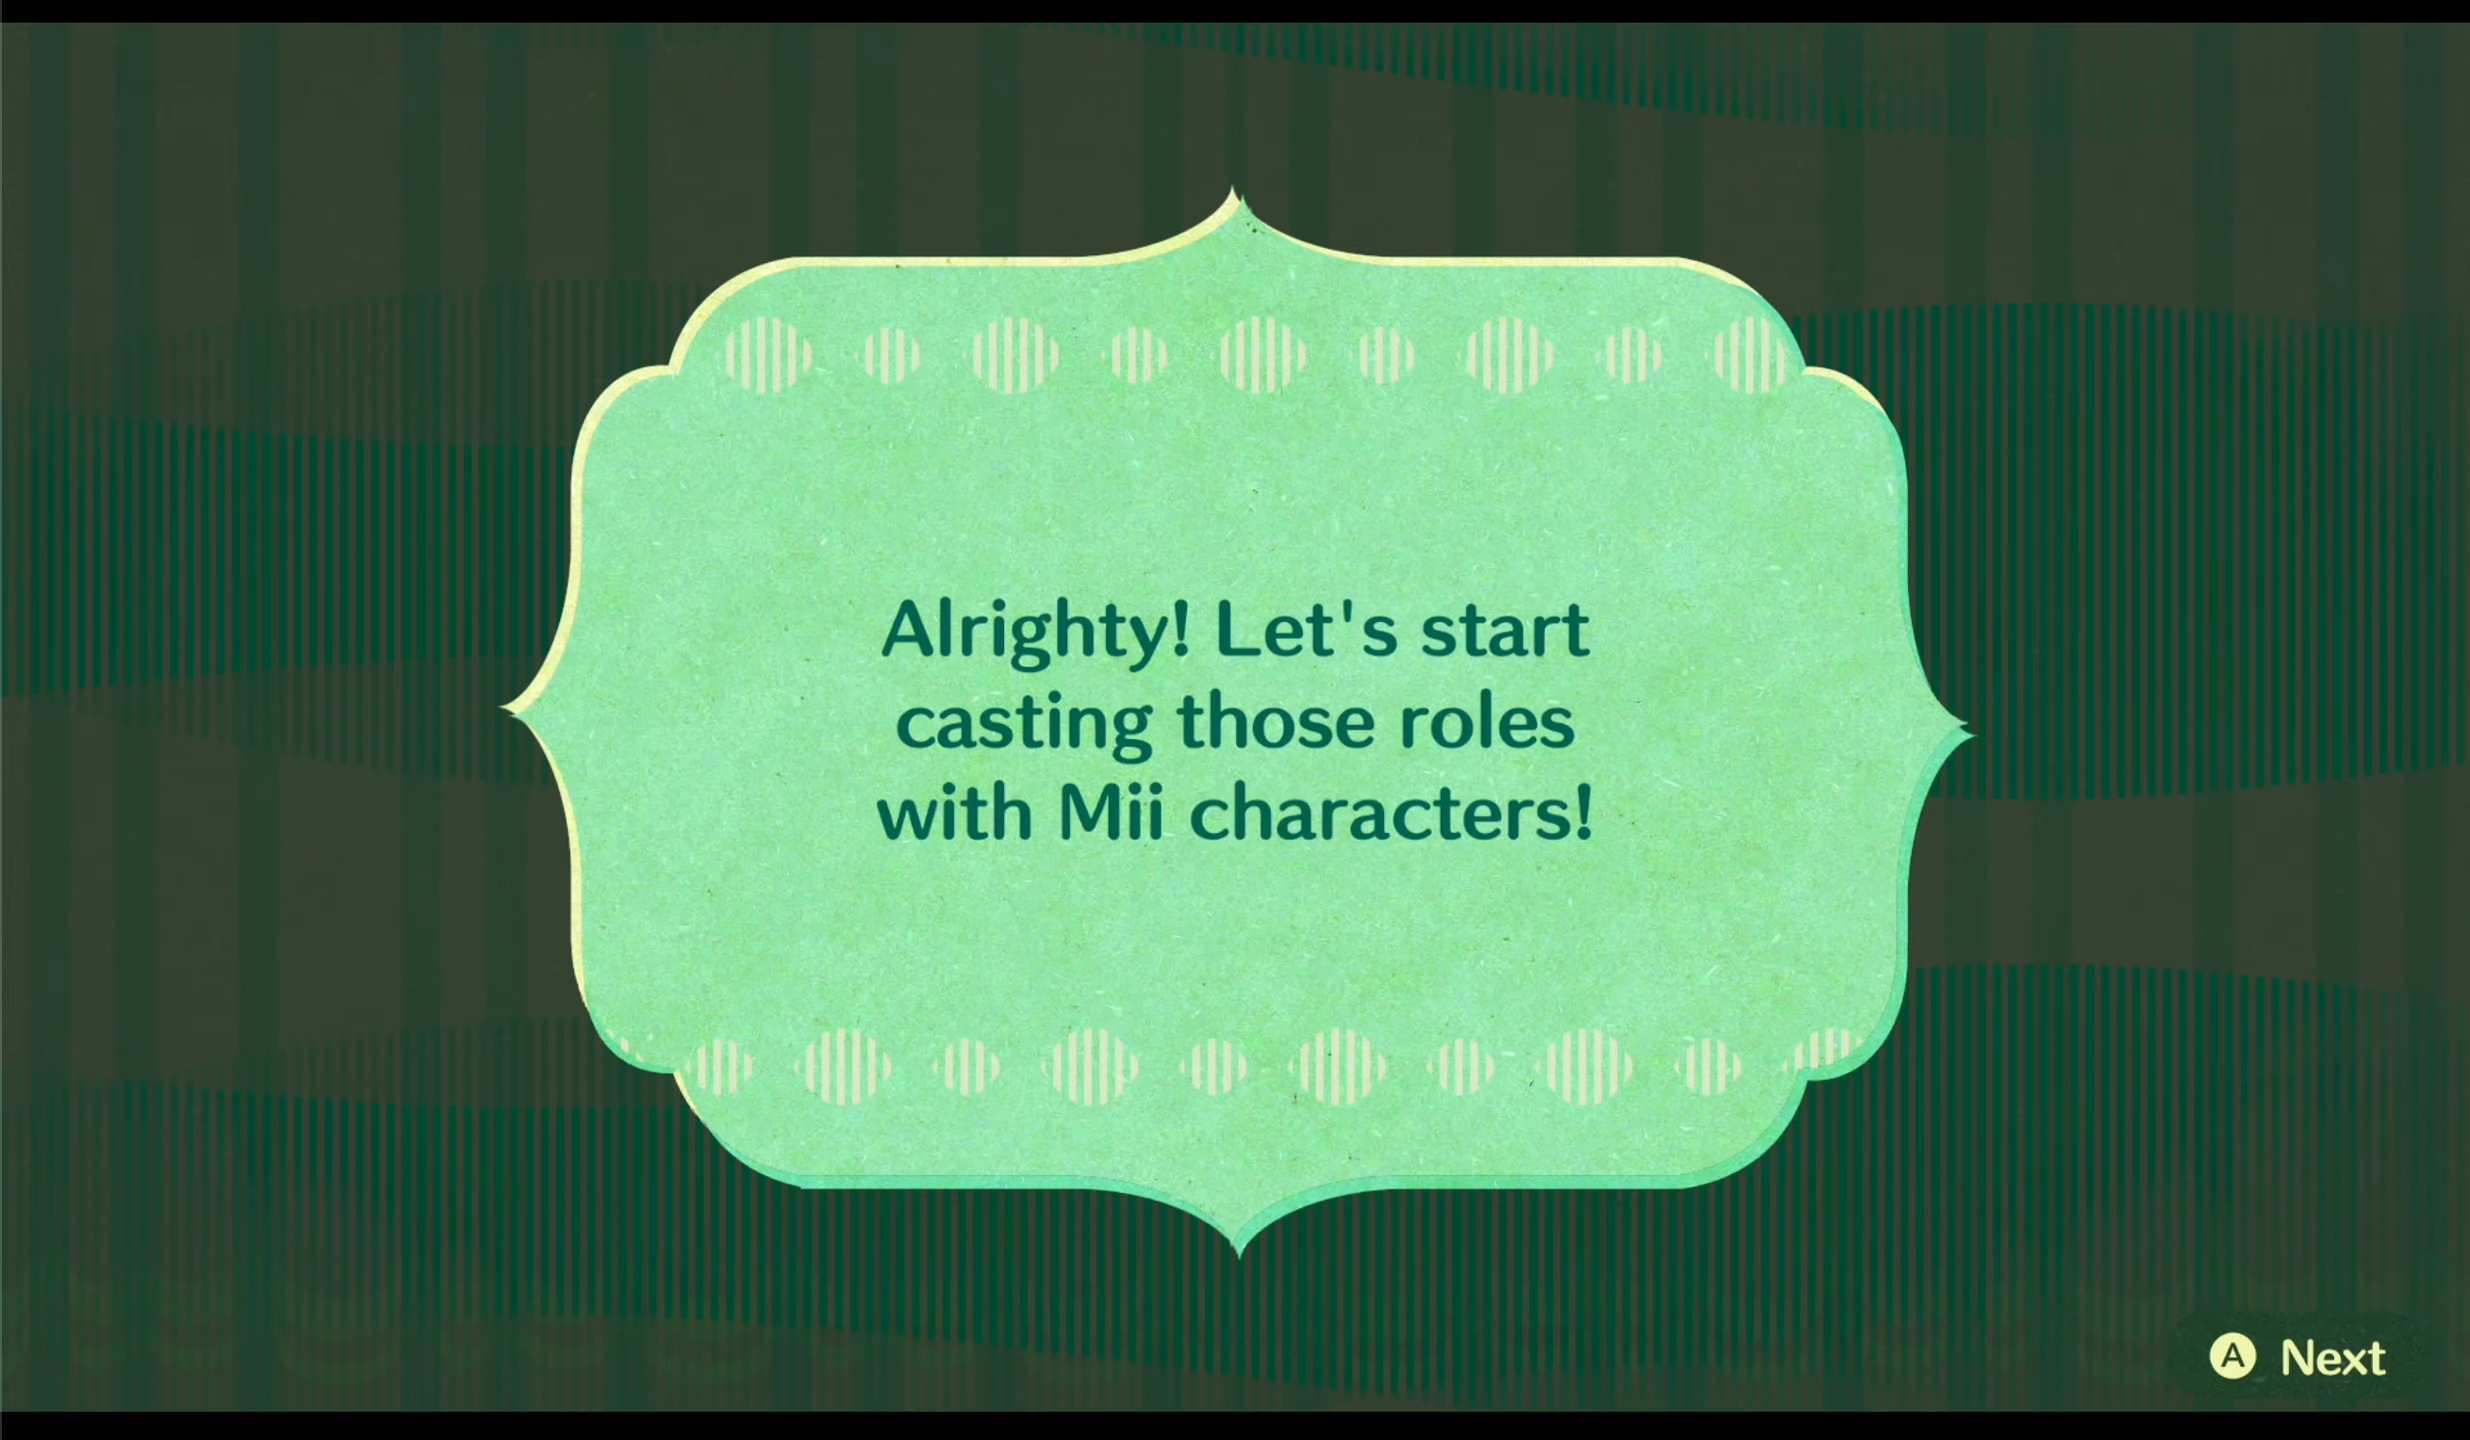 Alrighty! Let's start
casting those roles
with Mii characters!
A Next